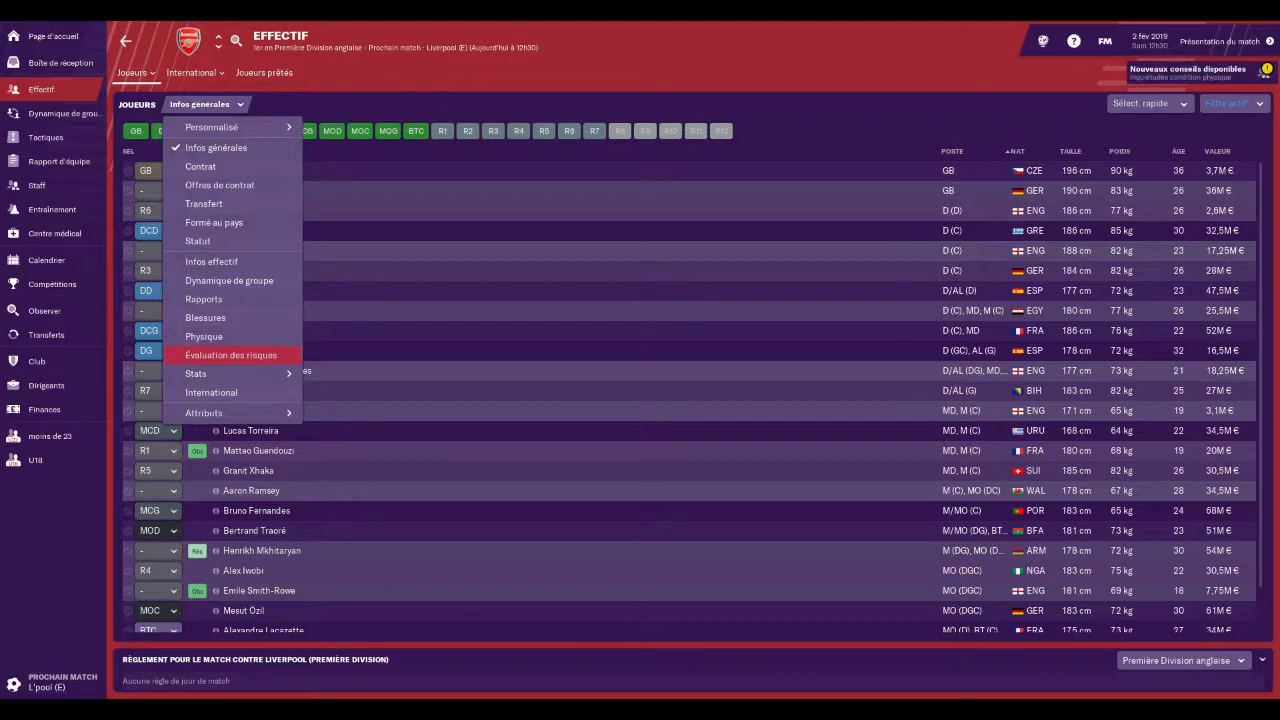 Page d'accueil
EFFECTIF
1er en Première Division anglaise - Prochain match : Liverpool (E) (Aujourd'hui à 12h30)
2 fév 2019
Sam 12h30
FM
Présentation du match
Boîte de réception
Joueurs
International
Joueurs prêtés
Nouveaux conseils disponibles
Inquiétudes condition physique
1
Effectif
JOUEURS
Infos générales
Sélect. rapide
Filtre actif*
Dynamique de grou...
Tactiques
Rapport d'équipe
Staff
Entraînement
Centre médical
Calendrier
Compétitions
Observer
Transferts
Club
Dirigeants
Finances
moins de 23
U18
U18
PROCHAIN MATCH
L'pool (E)
Personnalisé
Infos générales
Contrat
Offres de contrat
Transfert
Formé au pays
Statut
Infos effectif
Dynamique de groupe
Rapports
Blessures
Physique
Évaluation des risques
Stats
International
Attributs
GB D CG MOD MOC MOG BTC R1 R2 R3 R4 R5 R6 R7 R8 R9 R10 R11 R12
SEL POSTE NAT TAILLE POIDS ÂGE VALEUR
GB GB CZE 196 cm 90 kg 36 3,7M €
- GB GER 190 cm 83 kg 26 36M €
R6 D (D) ENG 186 cm 82 kg 26 2,6M €
DCD D (C) GRE 186 cm 85 kg 30 32,5M €
- D (C) ENG 188 cm 82 kg 23 17,25M €
R3 D (C) GER 184 cm 82 kg 26 28M €
DD D/AL (D) ESP 177 cm 72 kg 23 47,5M €
- D (C), MD, M (C) EGY 180 cm 77 kg 26 25,5M €
DCG D (C), MD FRA 186 cm 76 kg 22 52M €
DG D (GC), AL (G) ESP 178 cm 72 kg 32 16,5M €
- es D/AL (DG), MD,... ENG 177 cm 73 kg 21 18,25M €
R7 D/AL (G) BIH 183 cm 82 kg 25 27M €
- MD, M (C) ENG 171 cm 65 kg 19 3,1M €
MCD Lucas Torreira MD, M (C) URU 168 cm 64 kg 22 34,5M €
R1 Obs Matteo Guendouzi MD, M (C) FRA 180 cm 68 kg 19 20M €
R5 Granit Xhaka MD, M (C) SUI 185 cm 82 kg 26 30,5M €
- Aaron Ramsey M (C), MO (DC) WAL 178 cm 67 kg 28 34,5M €
MCG Bruno Fernandes M/MO (C) POR 183 cm 65 kg 24 68M €
MOD Bertrand Traoré M/MO (DG), BT... BFA 181 cm 73 kg 23 51M €
- Rés Henrikh Mkhitaryan M (DG), MO (D... ARM 178 cm 72 kg 30 54M €
R4 Alex Iwobi MO (DGC) NGA 183 cm 75 kg 22 30,5M €
- Obs Emile Smith-Rowe MO (DGC) ENG 181 cm 69 kg 18 7,75M €
MOC Mesut Özil MO (DGC) GER 183 cm 72 kg 30 61M €
BTC Alexandre Lacazette MO (D), BT (C) FRA 175 cm 73 kg 27 34M €
RÈGLEMENT POUR LE MATCH CONTRE LIVERPOOL (PREMIÈRE DIVISION)
Première Division anglaise
Aucune règle de jour de match